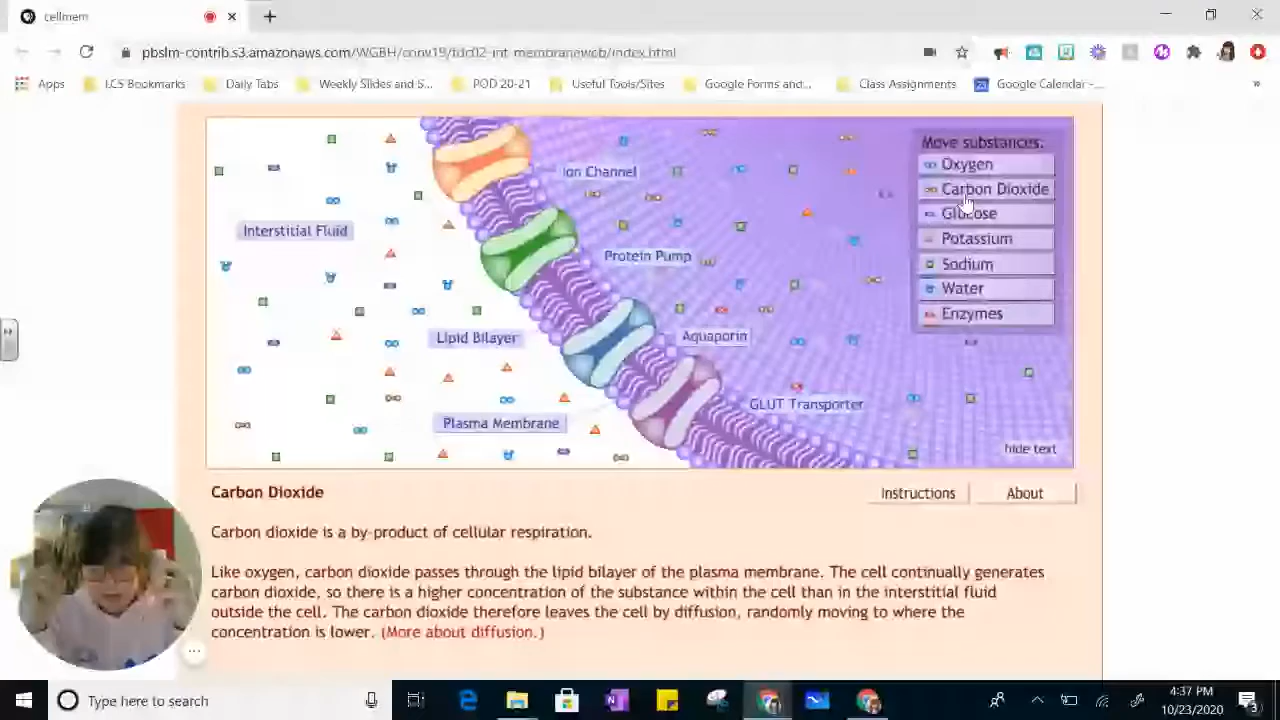 cellmem
pbslm-contrib.s3.amazonaws.com/WGBH/conv19/tdc02-int-membraneweb/index.html
Apps LCS Bookmarks Daily Tabs Weekly Slides and S... POD 20-21 Useful Tools/Sites Google Forms and... Class Assignments Google Calendar -... »
Move substances:
Oxygen
Carbon Dioxide
Glucose
Potassium
Sodium
Water
Enzymes
Ion Channel
Interstitial Fluid
Protein Pump
Lipid Bilayer
Aquaporin
GLUT Transporter
Plasma Membrane
hide text
Carbon Dioxide
Instructions About
Carbon dioxide is a by-product of cellular respiration.
Like oxygen, carbon dioxide passes through the lipid bilayer of the plasma membrane. The cell continually generates
carbon dioxide, so there is a higher concentration of the substance within the cell than in the interstitial fluid
outside the cell. The carbon dioxide therefore leaves the cell by diffusion, randomly moving to where the
concentration is lower. (More about diffusion.)
Type here to search
4:37 PM
10/23/2020
3